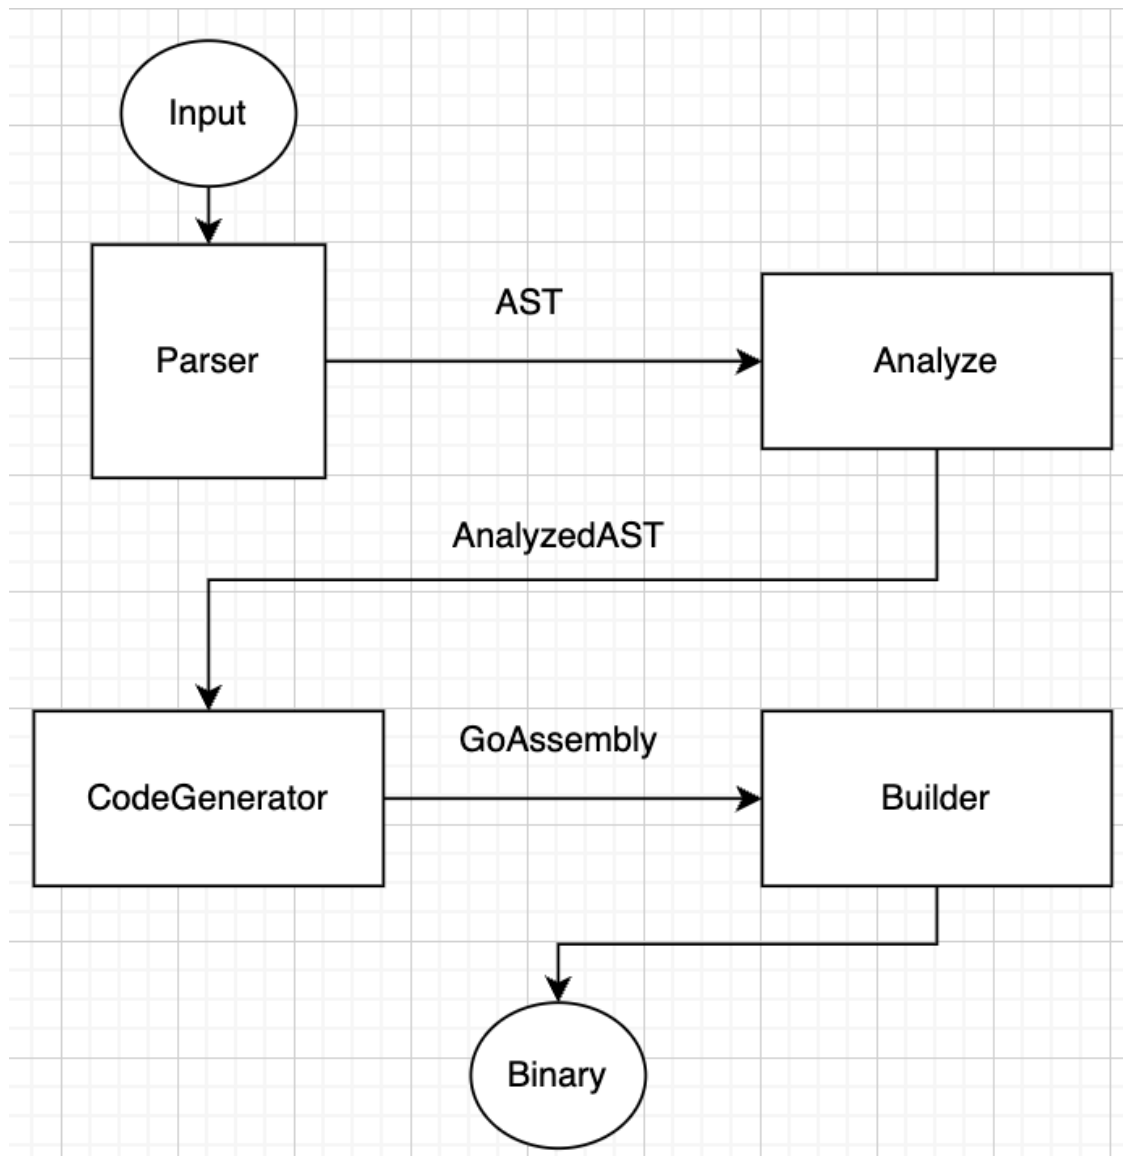 Input
Parser
AST
Analyze
AnalyzedAST
CodeGenerator
GoAssembly
Builder
Binary